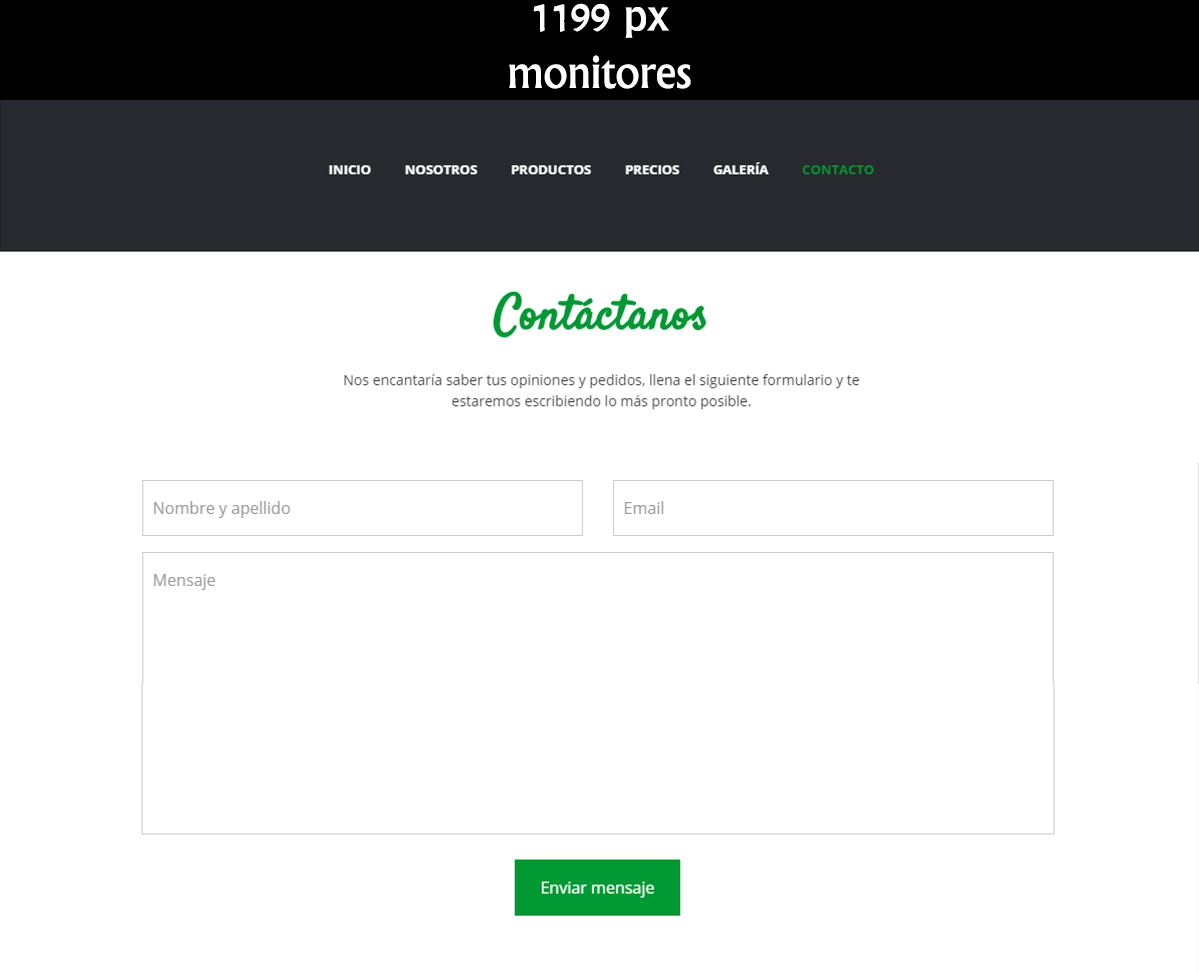 1199 px
monitores
INICIO NOSOTROS PRODUCTOS PRECIOS GALERÍA CONTACTO
Contáctanos
Nos encantaría saber tus opiniones y pedidos, llena el siguiente formulario y te
estaremos escribiendo lo más pronto posible.
Nombre y apellido Email
Mensaje
Enviar mensaje